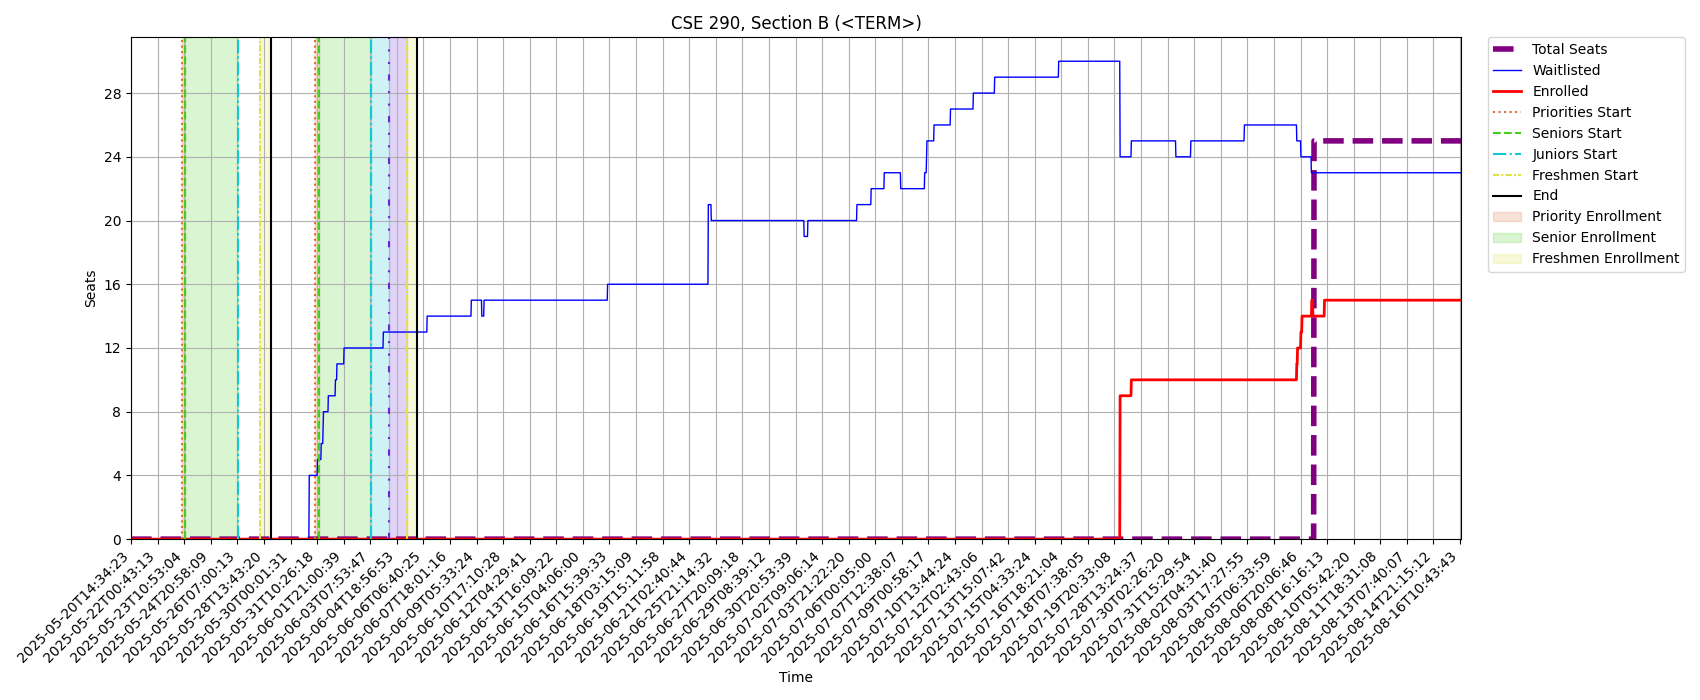 CSE 290, Section B (<TERM>)
Seats
28
24
20
16
12
8
4
0
2025-05-20T14:34:23
2025-05-22T00:43:13
2025-05-23T10:53:04
2025-05-24T20:58:09
2025-05-26T07:00:13
2025-05-28T13:43:20
2025-05-30T00:01:31
2025-05-31T10:26:18
2025-06-01T21:00:39
2025-06-03T07:53:47
2025-06-04T18:56:53
2025-06-06T06:40:25
2025-06-07T18:01:16
2025-06-09T05:33:24
2025-06-10T17:10:28
2025-06-12T04:29:41
2025-06-13T16:09:22
2025-06-15T04:06:00
2025-06-16T15:39:33
2025-06-18T03:15:09
2025-06-19T15:11:58
2025-06-21T02:40:44
2025-06-25T21:14:32
2025-06-27T20:09:18
2025-06-29T08:39:12
2025-06-30T20:53:39
2025-07-02T09:06:14
2025-07-03T21:22:20
2025-07-06T00:05:00
2025-07-07T12:38:07
2025-07-09T00:58:17
2025-07-10T13:44:24
2025-07-12T02:43:06
2025-07-13T15:07:42
2025-07-15T04:33:24
2025-07-16T18:21:04
2025-07-18T07:38:05
2025-07-19T20:33:08
2025-07-28T13:24:37
2025-07-30T02:26:20
2025-07-31T15:29:54
2025-08-02T04:31:40
2025-08-03T17:27:55
2025-08-05T06:33:59
2025-08-06T20:06:46
2025-08-08T16:16:13
2025-08-10T05:42:20
2025-08-11T18:31:08
2025-08-13T07:40:07
2025-08-14T21:15:12
2025-08-16T10:43:43
Time
Total Seats
Waitlisted
Enrolled
Priorities Start
Seniors Start
Juniors Start
Freshmen Start
End
Priority Enrollment
Senior Enrollment
Freshmen Enrollment